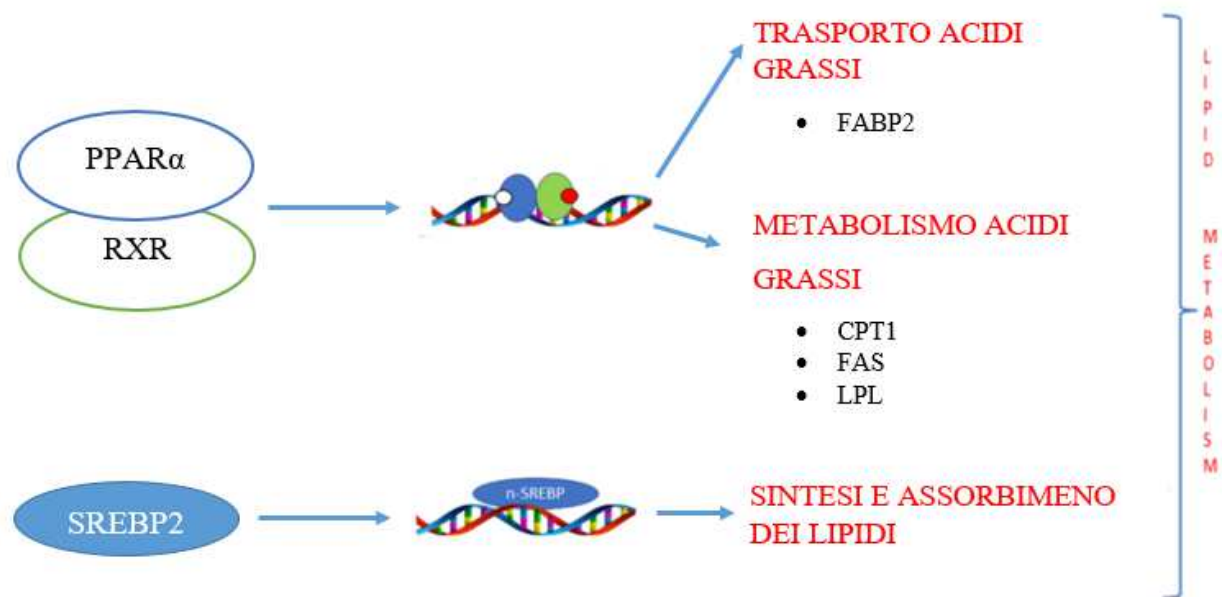 TRASPORTO ACIDI
GRASSI
• FABP2
PPARα
RXR
METABOLISMO ACIDI
GRASSI
• CPT1
• FAS
• LPL
SREBP2
n-SREBP
SINTESI E ASSORBIMENO
DEI LIPIDI
LIPID METABOLISM